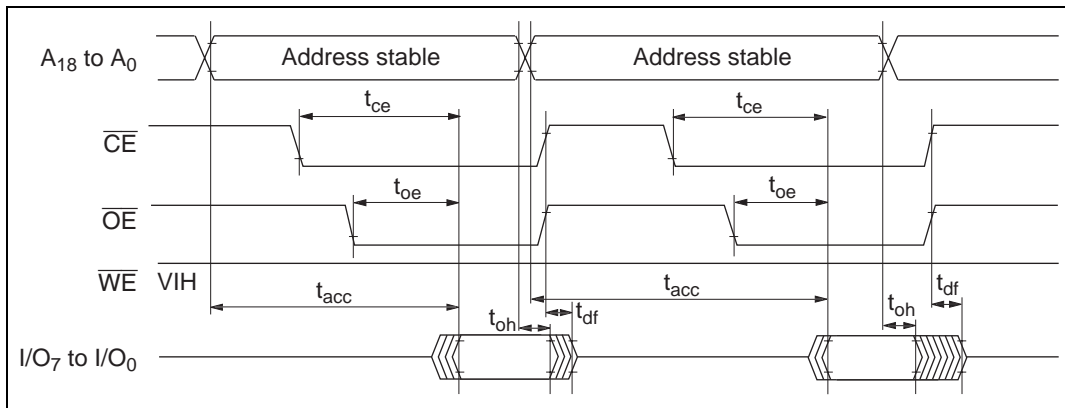 A18 to A0 Address stable Address stable
tce tce
CE
toe toe
OE
WE VIH
tacc tacc
toh tdf toh tdf
I/O7 to I/O0